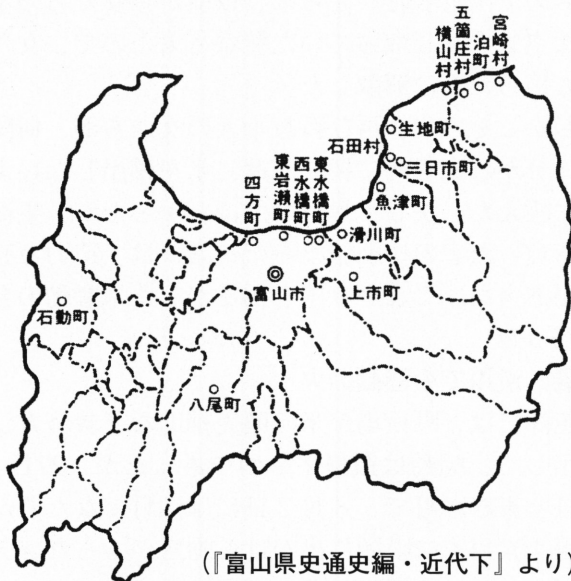 宮崎村
泊町
五箇庄村
横山村
生地町
石田村
三日市町
魚津町
東水橋町
西水橋町
東岩瀬町
四方町
滑川町
富山市
上市町
石動町
八尾町
(『富山県史通史編・近代下』より)